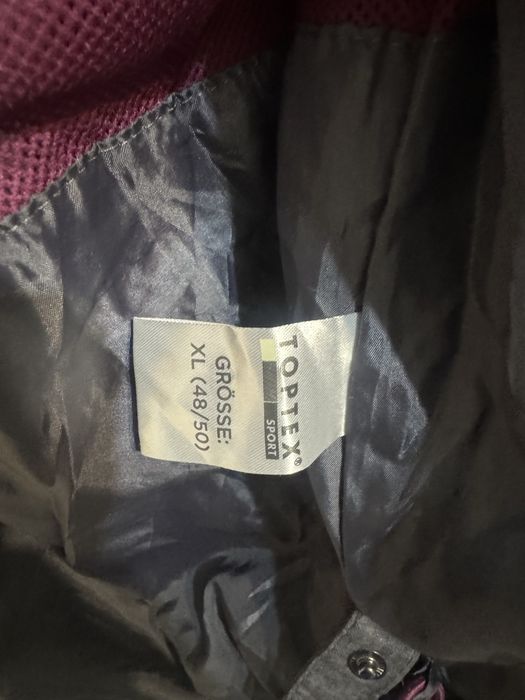 TOPTEX®
SPORT
GRÖSSE:
XL (48/50)